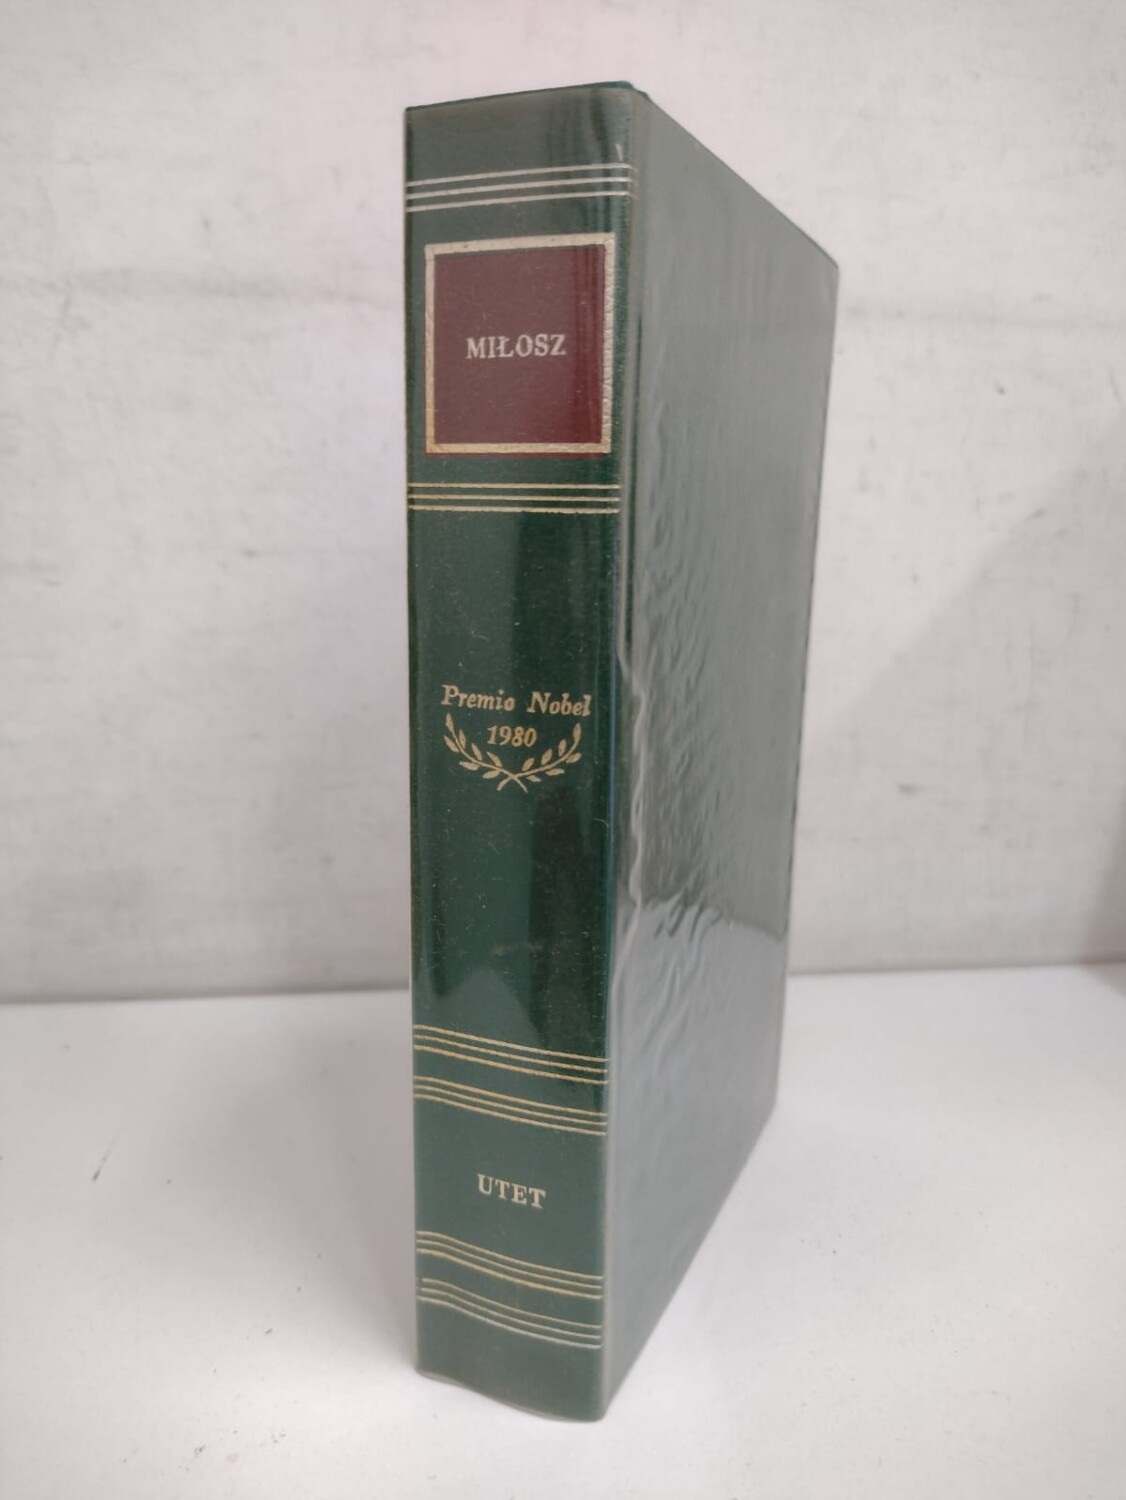 MIŁOSZ
Premio Nobel
1980
UTET